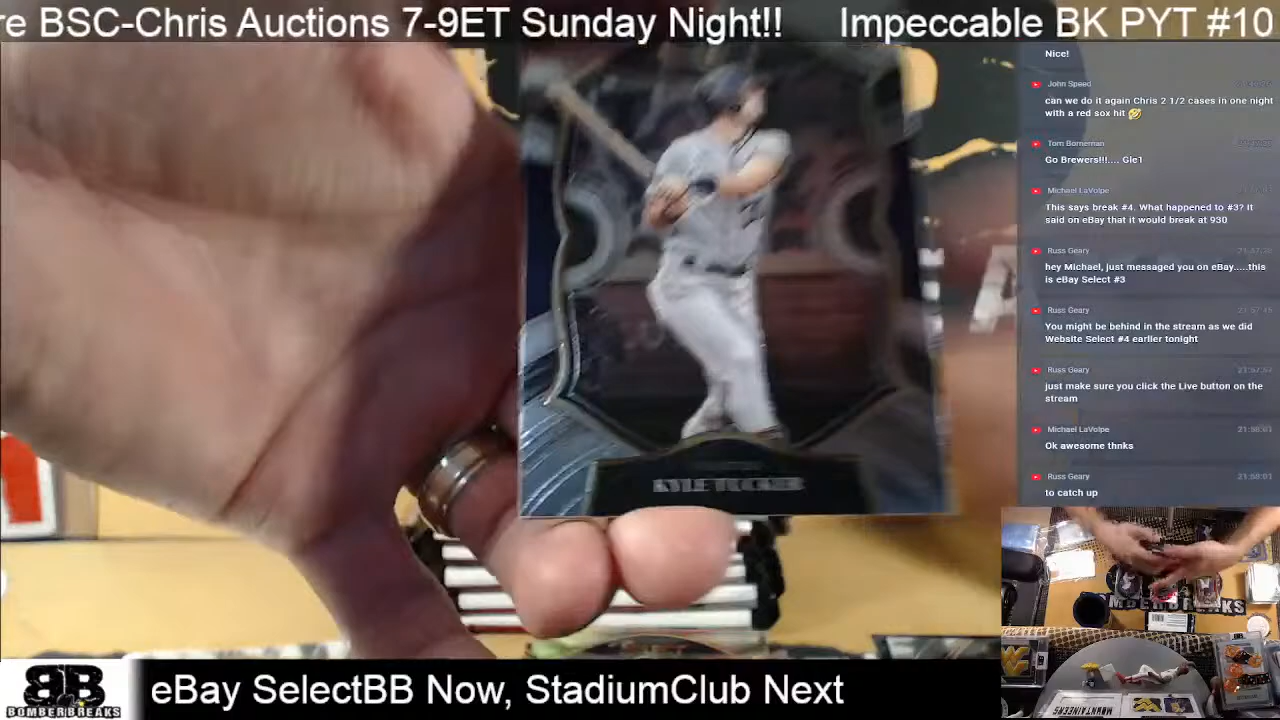 re BSC-Chris Auctions 7-9ET Sunday Night!! Impeccable BK PYT #10
Nice!
John Speed
can we do it again Chris 2 1/2 cases in one night
with a red sox hit 🤣
Tom Borneman
Go Brewers!!!.... Gle1
Michael LaVolpe
This says break #4. What happened to #3? It
said on eBay that it would break at 930
Russ Geary
hey Michael, just messaged you on eBay.....this
is eBay Select #3
Russ Geary
You might be behind in the stream as we did
Website Select #4 earlier tonight
Russ Geary
just make sure you click the Live button on the
stream
Michael LaVolpe
Ok awesome thnks
Russ Geary
to catch up
KYLE TUCKER
MOUNTAINEERS
BB
BOMBERBREAKS
eBay SelectBB Now, StadiumClub Next